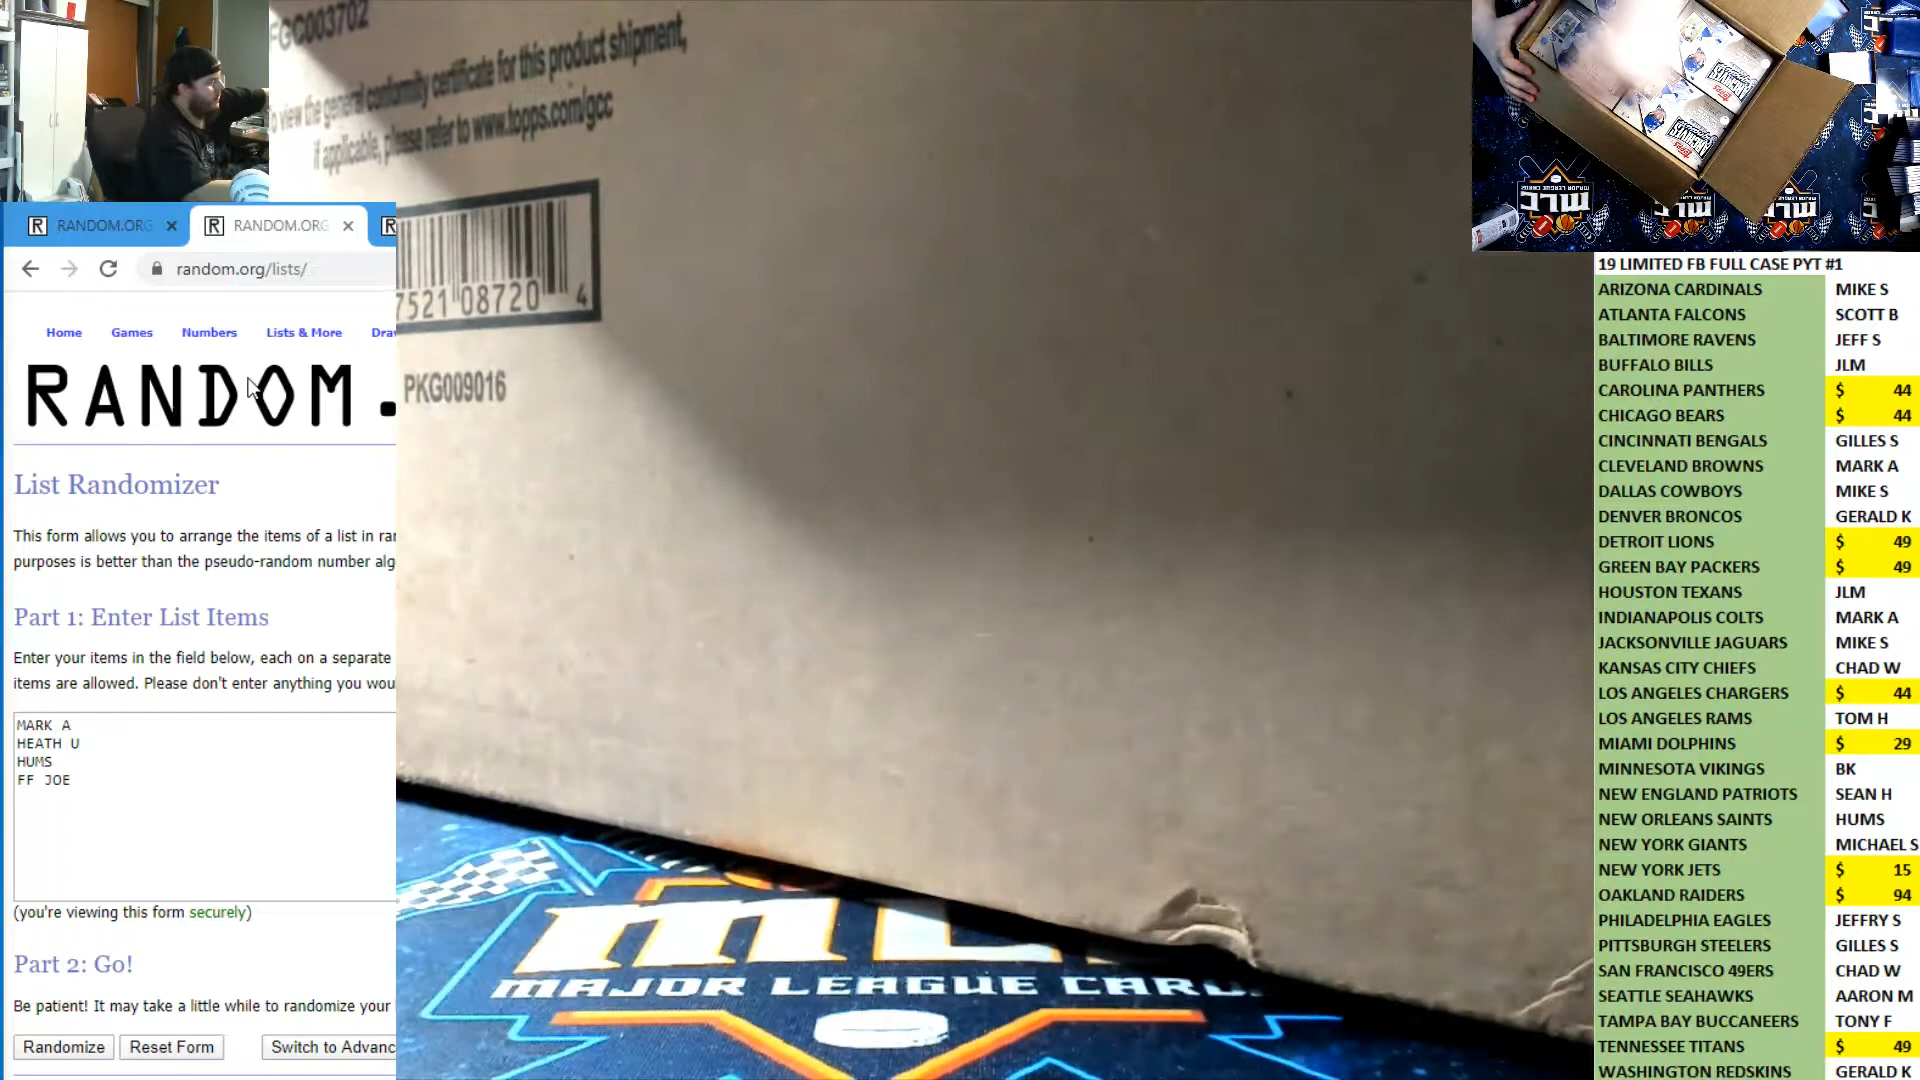 FGC003702
o view the general conformity certificate for this product shipment,
if applicable, please refer to www.topps.com/gcc
7521 08720 4
PKG009016
RANDOM.ORG
RANDOM.ORG
random.org/lists/
Home Games Numbers Lists & More Dra
RANDOM.
List Randomizer
This form allows you to arrange the items of a list in ra
purposes is better than the pseudo-random number alg
Part 1: Enter List Items
Enter your items in the field below, each on a separate
items are allowed. Please don't enter anything you wou
MARK A
HEATH U
HUMS
FF JOE
(you're viewing this form securely)
Part 2: Go!
Be patient! It may take a little while to randomize your
Randomize Reset Form Switch to Advanc
MAJOR LEAGUE CARD
MLC
MLC
MLC
19 LIMITED FB FULL CASE PYT #1
ARIZONA CARDINALS MIKE S
ATLANTA FALCONS SCOTT B
BALTIMORE RAVENS JEFF S
BUFFALO BILLS JLM
CAROLINA PANTHERS $ 44
CHICAGO BEARS $ 44
CINCINNATI BENGALS GILLES S
CLEVELAND BROWNS MARK A
DALLAS COWBOYS MIKE S
DENVER BRONCOS GERALD K
DETROIT LIONS $ 49
GREEN BAY PACKERS $ 49
HOUSTON TEXANS JLM
INDIANAPOLIS COLTS MARK A
JACKSONVILLE JAGUARS MIKE S
KANSAS CITY CHIEFS CHAD W
LOS ANGELES CHARGERS $ 44
LOS ANGELES RAMS TOM H
MIAMI DOLPHINS $ 29
MINNESOTA VIKINGS BK
NEW ENGLAND PATRIOTS SEAN H
NEW ORLEANS SAINTS HUMS
NEW YORK GIANTS MICHAEL S
NEW YORK JETS $ 15
OAKLAND RAIDERS $ 94
PHILADELPHIA EAGLES JEFFRY S
PITTSBURGH STEELERS GILLES S
SAN FRANCISCO 49ERS CHAD W
SEATTLE SEAHAWKS AARON M
TAMPA BAY BUCCANEERS TONY F
TENNESSEE TITANS $ 49
WASHINGTON REDSKINS GERALD K